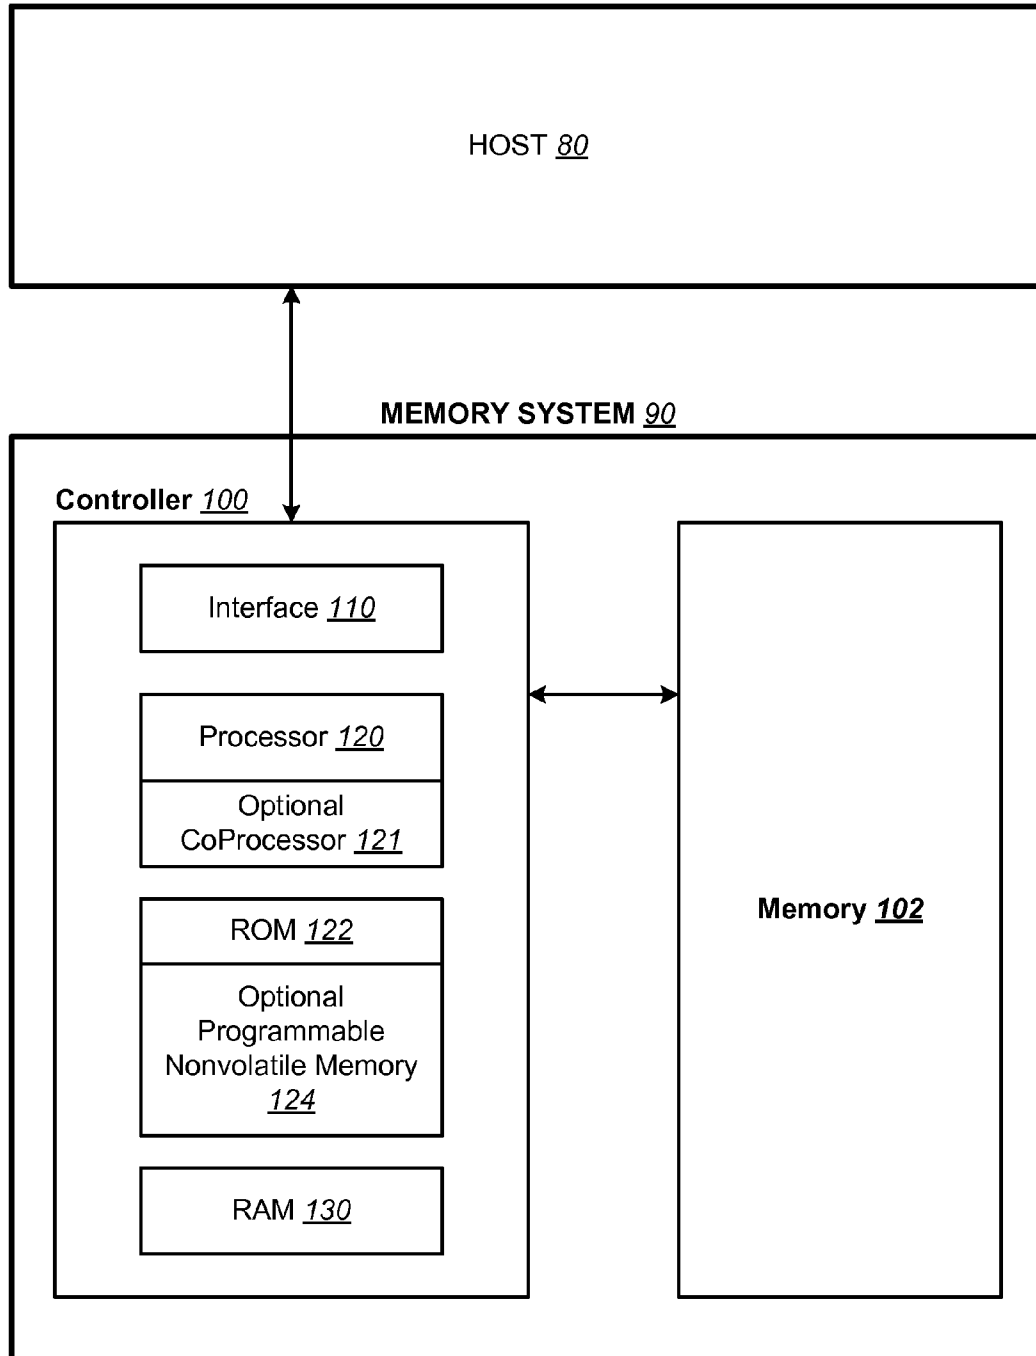 HOST 80
MEMORY SYSTEM 90
Controller 100
Interface 110
Processor 120
Optional
CoProcessor 121
ROM 122
Optional
Programmable
Nonvolatile Memory
124
RAM 130
Memory 102